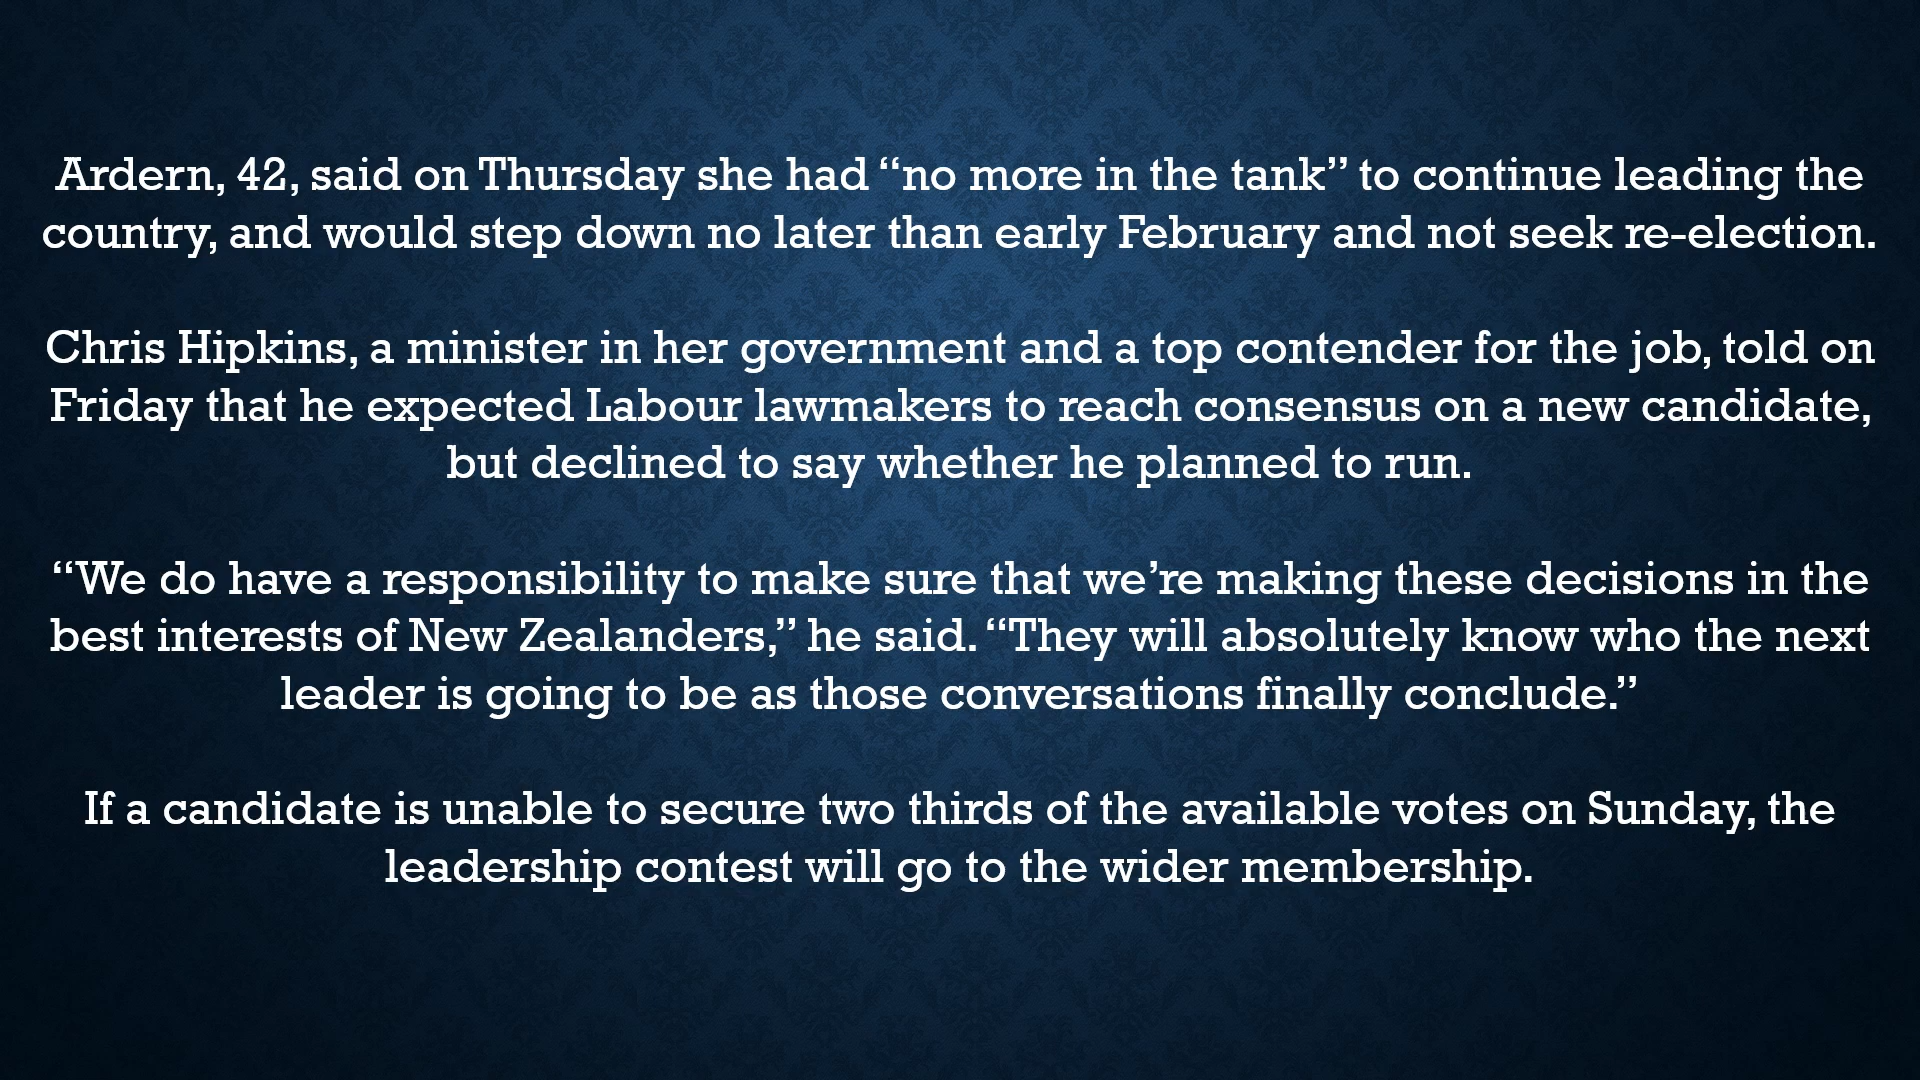 Ardern, 42, said on Thursday she had “no more in the tank” to continue leading the
country, and would step down no later than early February and not seek re-election.
Chris Hipkins, a minister in her government and a top contender for the job, told on
Friday that he expected Labour lawmakers to reach consensus on a new candidate,
but declined to say whether he planned to run.
“We do have a responsibility to make sure that we’re making these decisions in the
best interests of New Zealanders,” he said. “They will absolutely know who the next
leader is going to be as those conversations finally conclude.”
If a candidate is unable to secure two thirds of the available votes on Sunday, the
leadership contest will go to the wider membership.